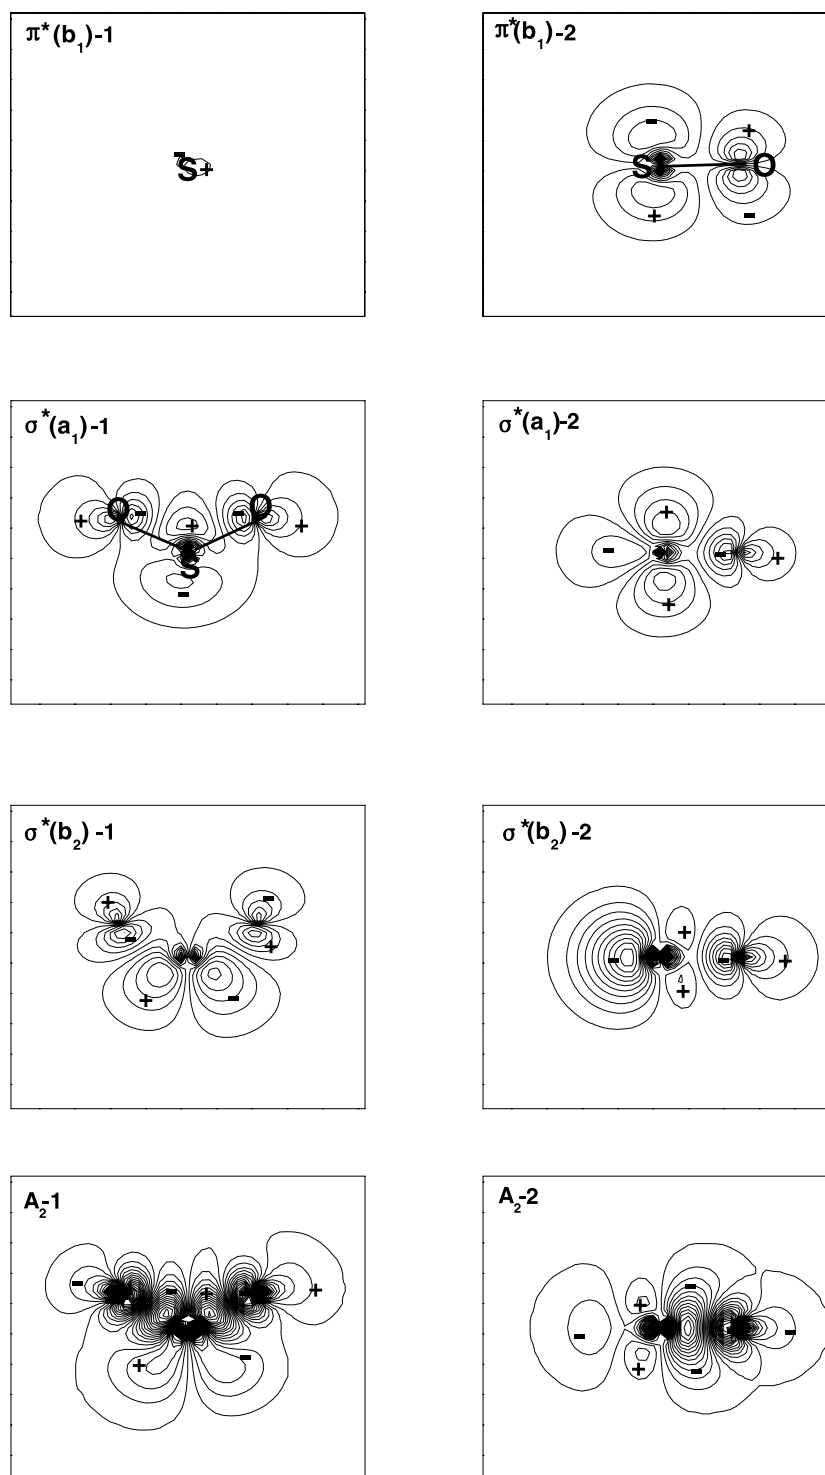 π*(b₁)-1
- S +
π*(b₁)-2
- +
S O
+ -
σ*(a₁)-1
O O
+ - + - +
S
-
σ*(a₁)-2
+
- - +
+
σ*(b₂)-1
+ -
- +
+ -
σ*(b₂)-2
+
- - +
+
A₂-1
- - + +
+ -
A₂-2
+ -
- -
+ -